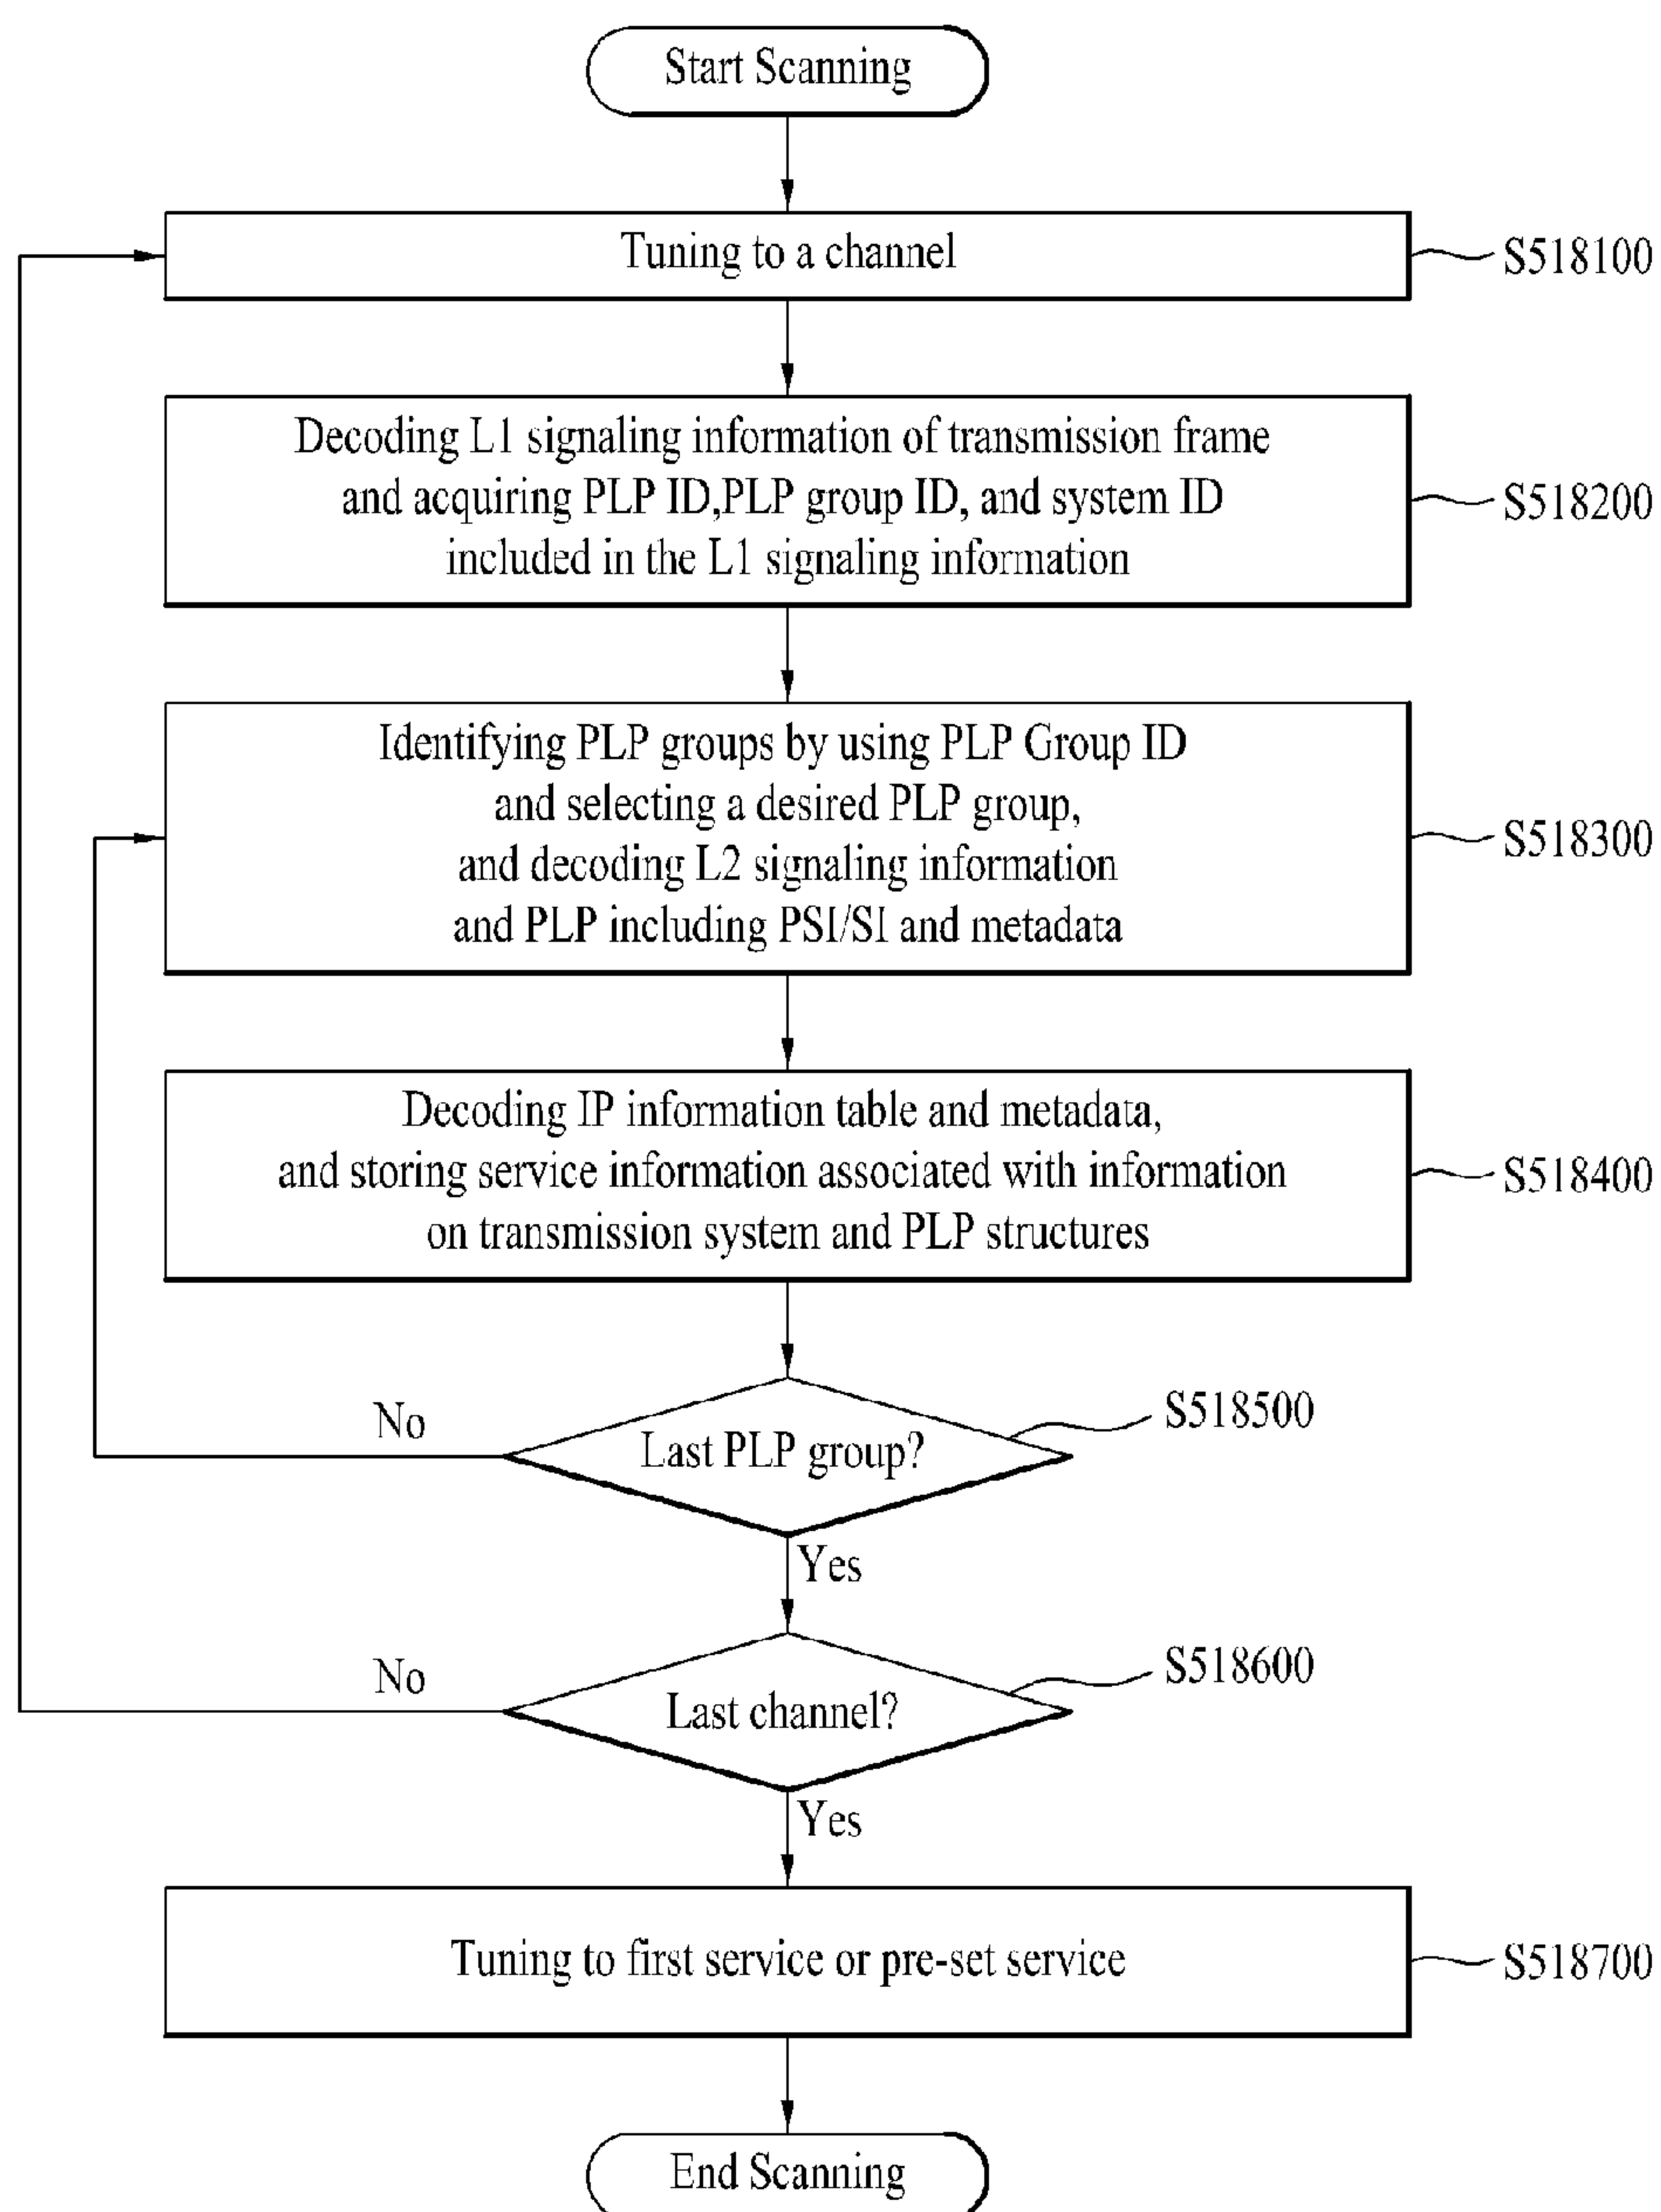 Start Scanning
Tuning to a channel
S518100
Decoding L1 signaling information of transmission frame
and acquiring PLP ID,PLP group ID, and system ID
included in the L1 signaling information
S518200
Identifying PLP groups by using PLP Group ID
and selecting a desired PLP group,
and decoding L2 signaling information
and PLP including PSI/SI and metadata
S518300
Decoding IP information table and metadata,
and storing service information associated with information
on transmission system and PLP structures
S518400
No
Last PLP group?
S518500
Yes
No
Last channel?
S518600
Yes
Tuning to first service or pre-set service
S518700
End Scanning